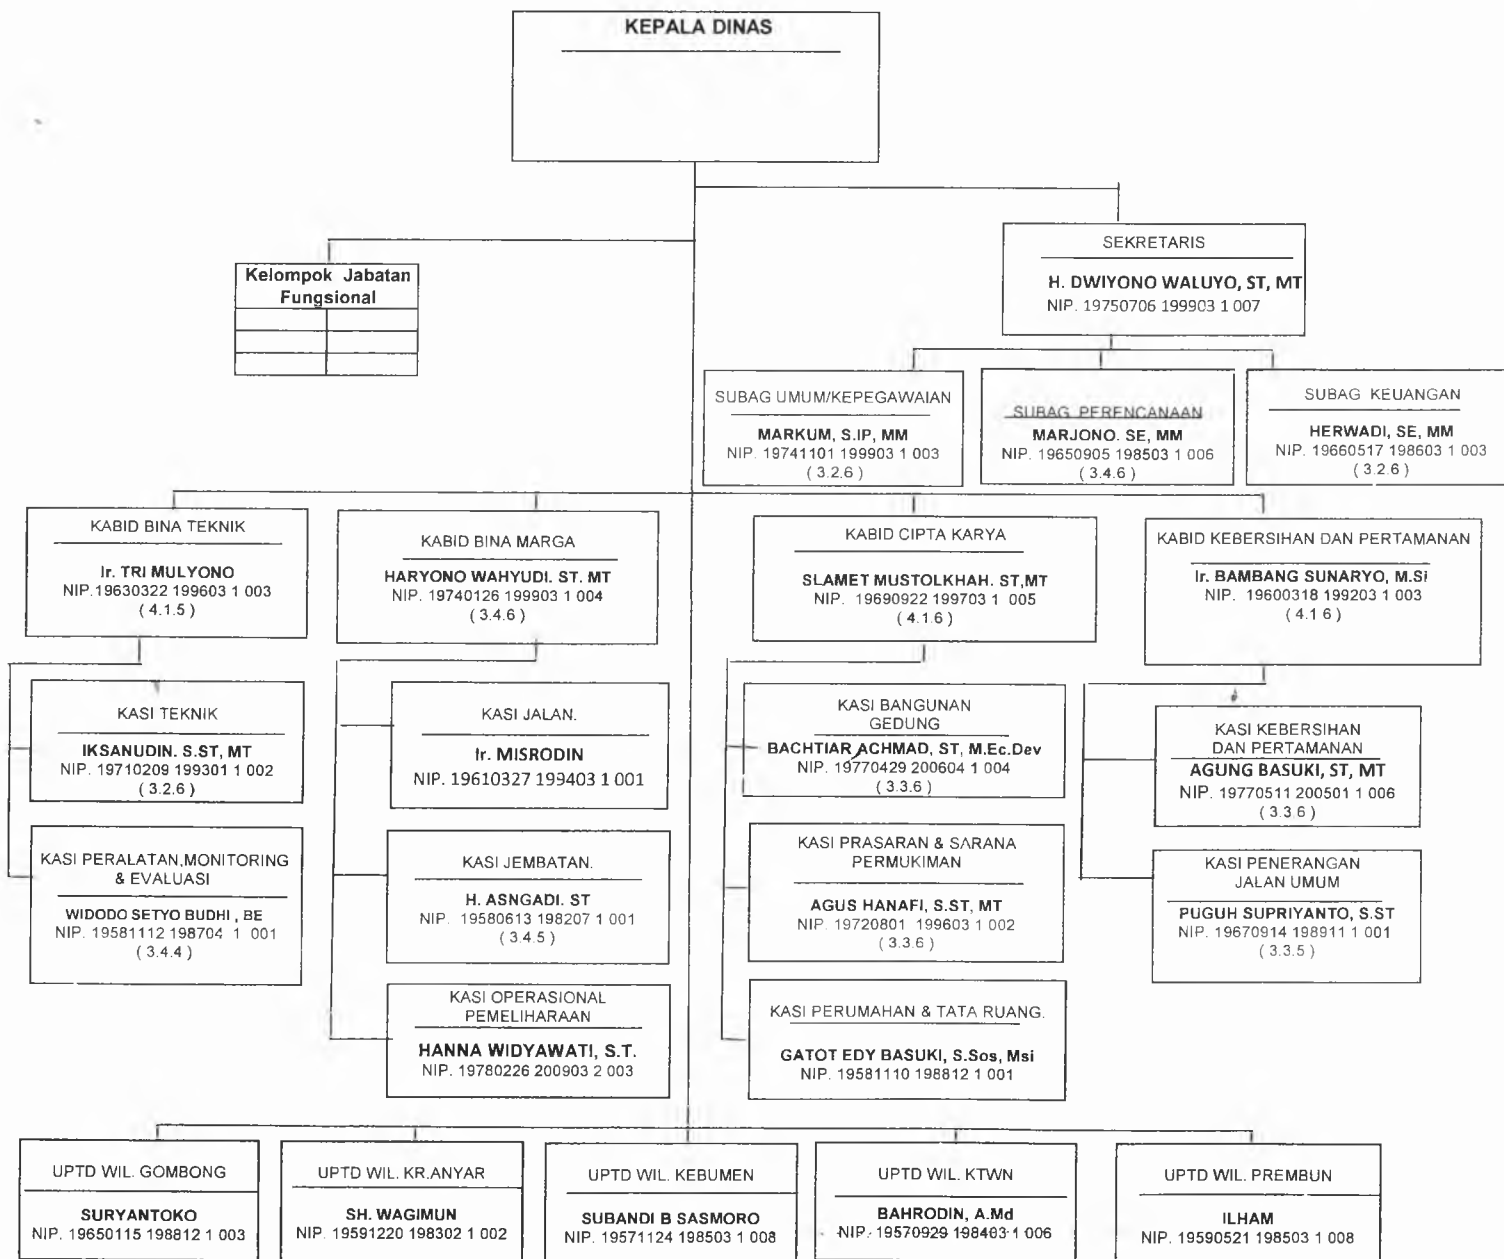 KEPALA DINAS
SEKRETARIS
H. DWIYONO WALUYO, ST, MT
NIP. 19750706 199903 1 007
Kelompok Jabatan
Fungsional
SUBAG UMUM/KEPEGAWAIAN
MARKUM, S.IP, MM
NIP. 19741101 199903 1 003
( 3.2.6 )
SUBAG PERENCANAAN
MARJONO. SE, MM
NIP. 19650905 198503 1 006
( 3.4.6 )
SUBAG KEUANGAN
HERWADI, SE, MM
NIP. 19660517 198603 1 003
( 3.2.6 )
KABID BINA TEKNIK
Ir. TRI MULYONO
NIP.19630322 199603 1 003
( 4.1.5 )
KABID BINA MARGA
HARYONO WAHYUDI. ST. MT
NIP. 19740126 199903 1 004
( 3.4.6 )
KABID CIPTA KARYA
SLAMET MUSTOLKHAH. ST,MT
NIP. 19690922 199703 1 005
( 4.1.6 )
KABID KEBERSIHAN DAN PERTAMANAN
Ir. BAMBANG SUNARYO, M.Si
NIP. 19600318 199203 1 003
( 4.1 6 )
KASI TEKNIK
IKSANUDIN. S.ST, MT
NIP. 19710209 199301 1 002
( 3.2.6 )
KASI JALAN.
Ir. MISRODIN
NIP. 19610327 199403 1 001
KASI BANGUNAN
GEDUNG
BACHTIAR ACHMAD, ST, M.Ec.Dev
NIP. 19770429 200604 1 004
( 3.3.6 )
KASI KEBERSIHAN
DAN PERTAMANAN
AGUNG BASUKI, ST, MT
NIP. 19770511 200501 1 006
( 3.3.6 )
KASI PERALATAN,MONITORING
& EVALUASI
WIDODO SETYO BUDHI , BE
NIP. 19581112 198704 1 001
( 3.4.4 )
KASI JEMBATAN.
H. ASNGADI. ST
NIP. 19580613 198207 1 001
( 3.4.5 )
KASI PRASARAN & SARANA
PERMUKIMAN
AGUS HANAFI, S.ST, MT
NIP. 19720801 199603 1 002
( 3.3.6 )
KASI PENERANGAN
JALAN UMUM
PUGUH SUPRIYANTO, S.ST
NIP. 19670914 198911 1 001
( 3.3.5 )
KASI OPERASIONAL
PEMELIHARAAN
HANNA WIDYAWATI, S.T.
NIP. 19780226 200903 2 003
KASI PERUMAHAN & TATA RUANG.
GATOT EDY BASUKI, S.Sos, Msi
NIP. 19581110 198812 1 001
UPTD WIL. GOMBONG
SURYANTOKO
NIP. 19650115 198812 1 003
UPTD WIL. KR.ANYAR
SH. WAGIMUN
NIP. 19591220 198302 1 002
UPTD WIL. KEBUMEN
SUBANDI B SASMORO
NIP. 19571124 198503 1 008
UPTD WIL. KTWN
BAHRODIN, A.Md
NIP. 19570929 198403 1 006
UPTD WIL. PREMBUN
ILHAM
NIP. 19590521 198503 1 008